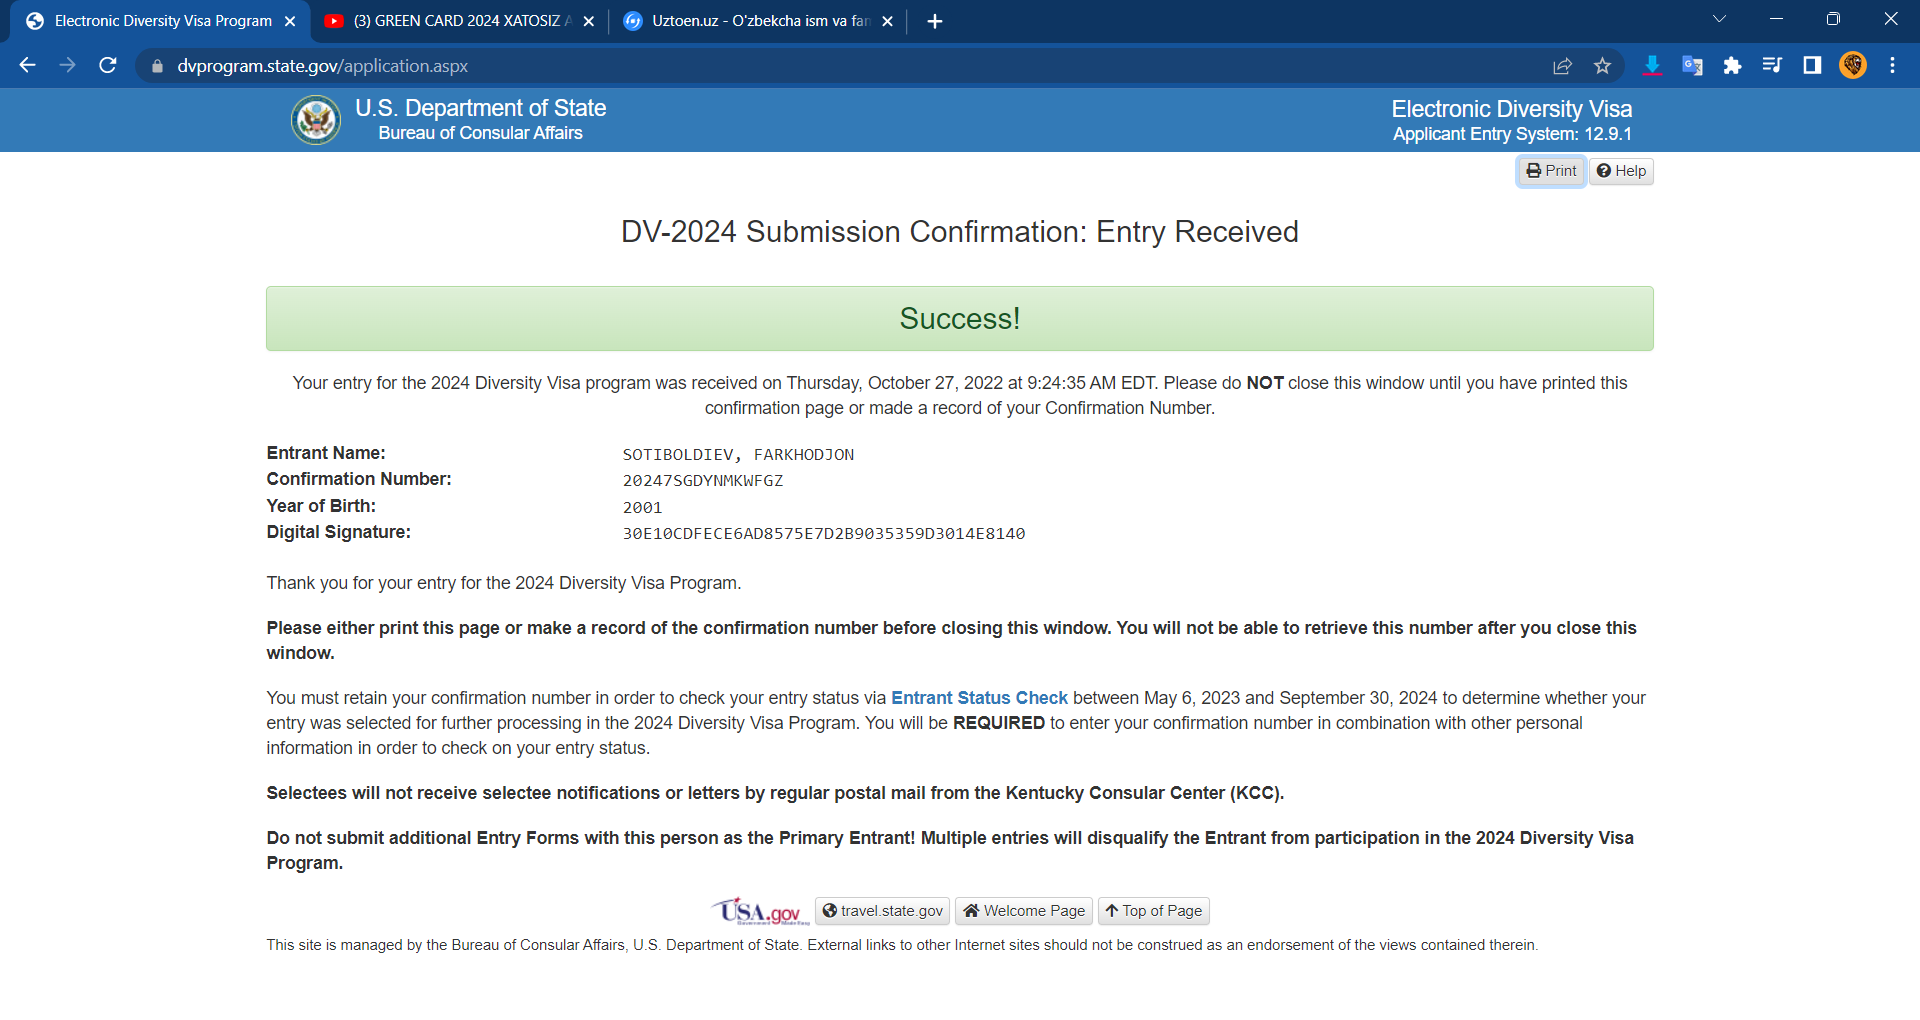 Electronic Diversity Visa Program
(3) GREEN CARD 2024 XATOSIZ A
Uztoen.uz - O'zbekcha ism va fam
dvprogram.state.gov/application.aspx
U.S. Department of State
Bureau of Consular Affairs
Electronic Diversity Visa
Applicant Entry System: 12.9.1
Print
Help
DV-2024 Submission Confirmation: Entry Received
Success!
Your entry for the 2024 Diversity Visa program was received on Thursday, October 27, 2022 at 9:24:35 AM EDT. Please do NOT close this window until you have printed this
confirmation page or made a record of your Confirmation Number.
Entrant Name: SOTIBOLDIEV, FARKHODJON
Confirmation Number: 20247SGDYNMKWFGZ
Year of Birth: 2001
Digital Signature: 30E10CDFECE6AD8575E7D2B9035359D3014E8140
Thank you for your entry for the 2024 Diversity Visa Program.
Please either print this page or make a record of the confirmation number before closing this window. You will not be able to retrieve this number after you close this
window.
You must retain your confirmation number in order to check your entry status via Entrant Status Check between May 6, 2023 and September 30, 2024 to determine whether your
entry was selected for further processing in the 2024 Diversity Visa Program. You will be REQUIRED to enter your confirmation number in combination with other personal
information in order to check on your entry status.
Selectees will not receive selectee notifications or letters by regular postal mail from the Kentucky Consular Center (KCC).
Do not submit additional Entry Forms with this person as the Primary Entrant! Multiple entries will disqualify the Entrant from participation in the 2024 Diversity Visa
Program.
USA.gov
travel.state.gov
Welcome Page
Top of Page
This site is managed by the Bureau of Consular Affairs, U.S. Department of State. External links to other Internet sites should not be construed as an endorsement of the views contained therein.